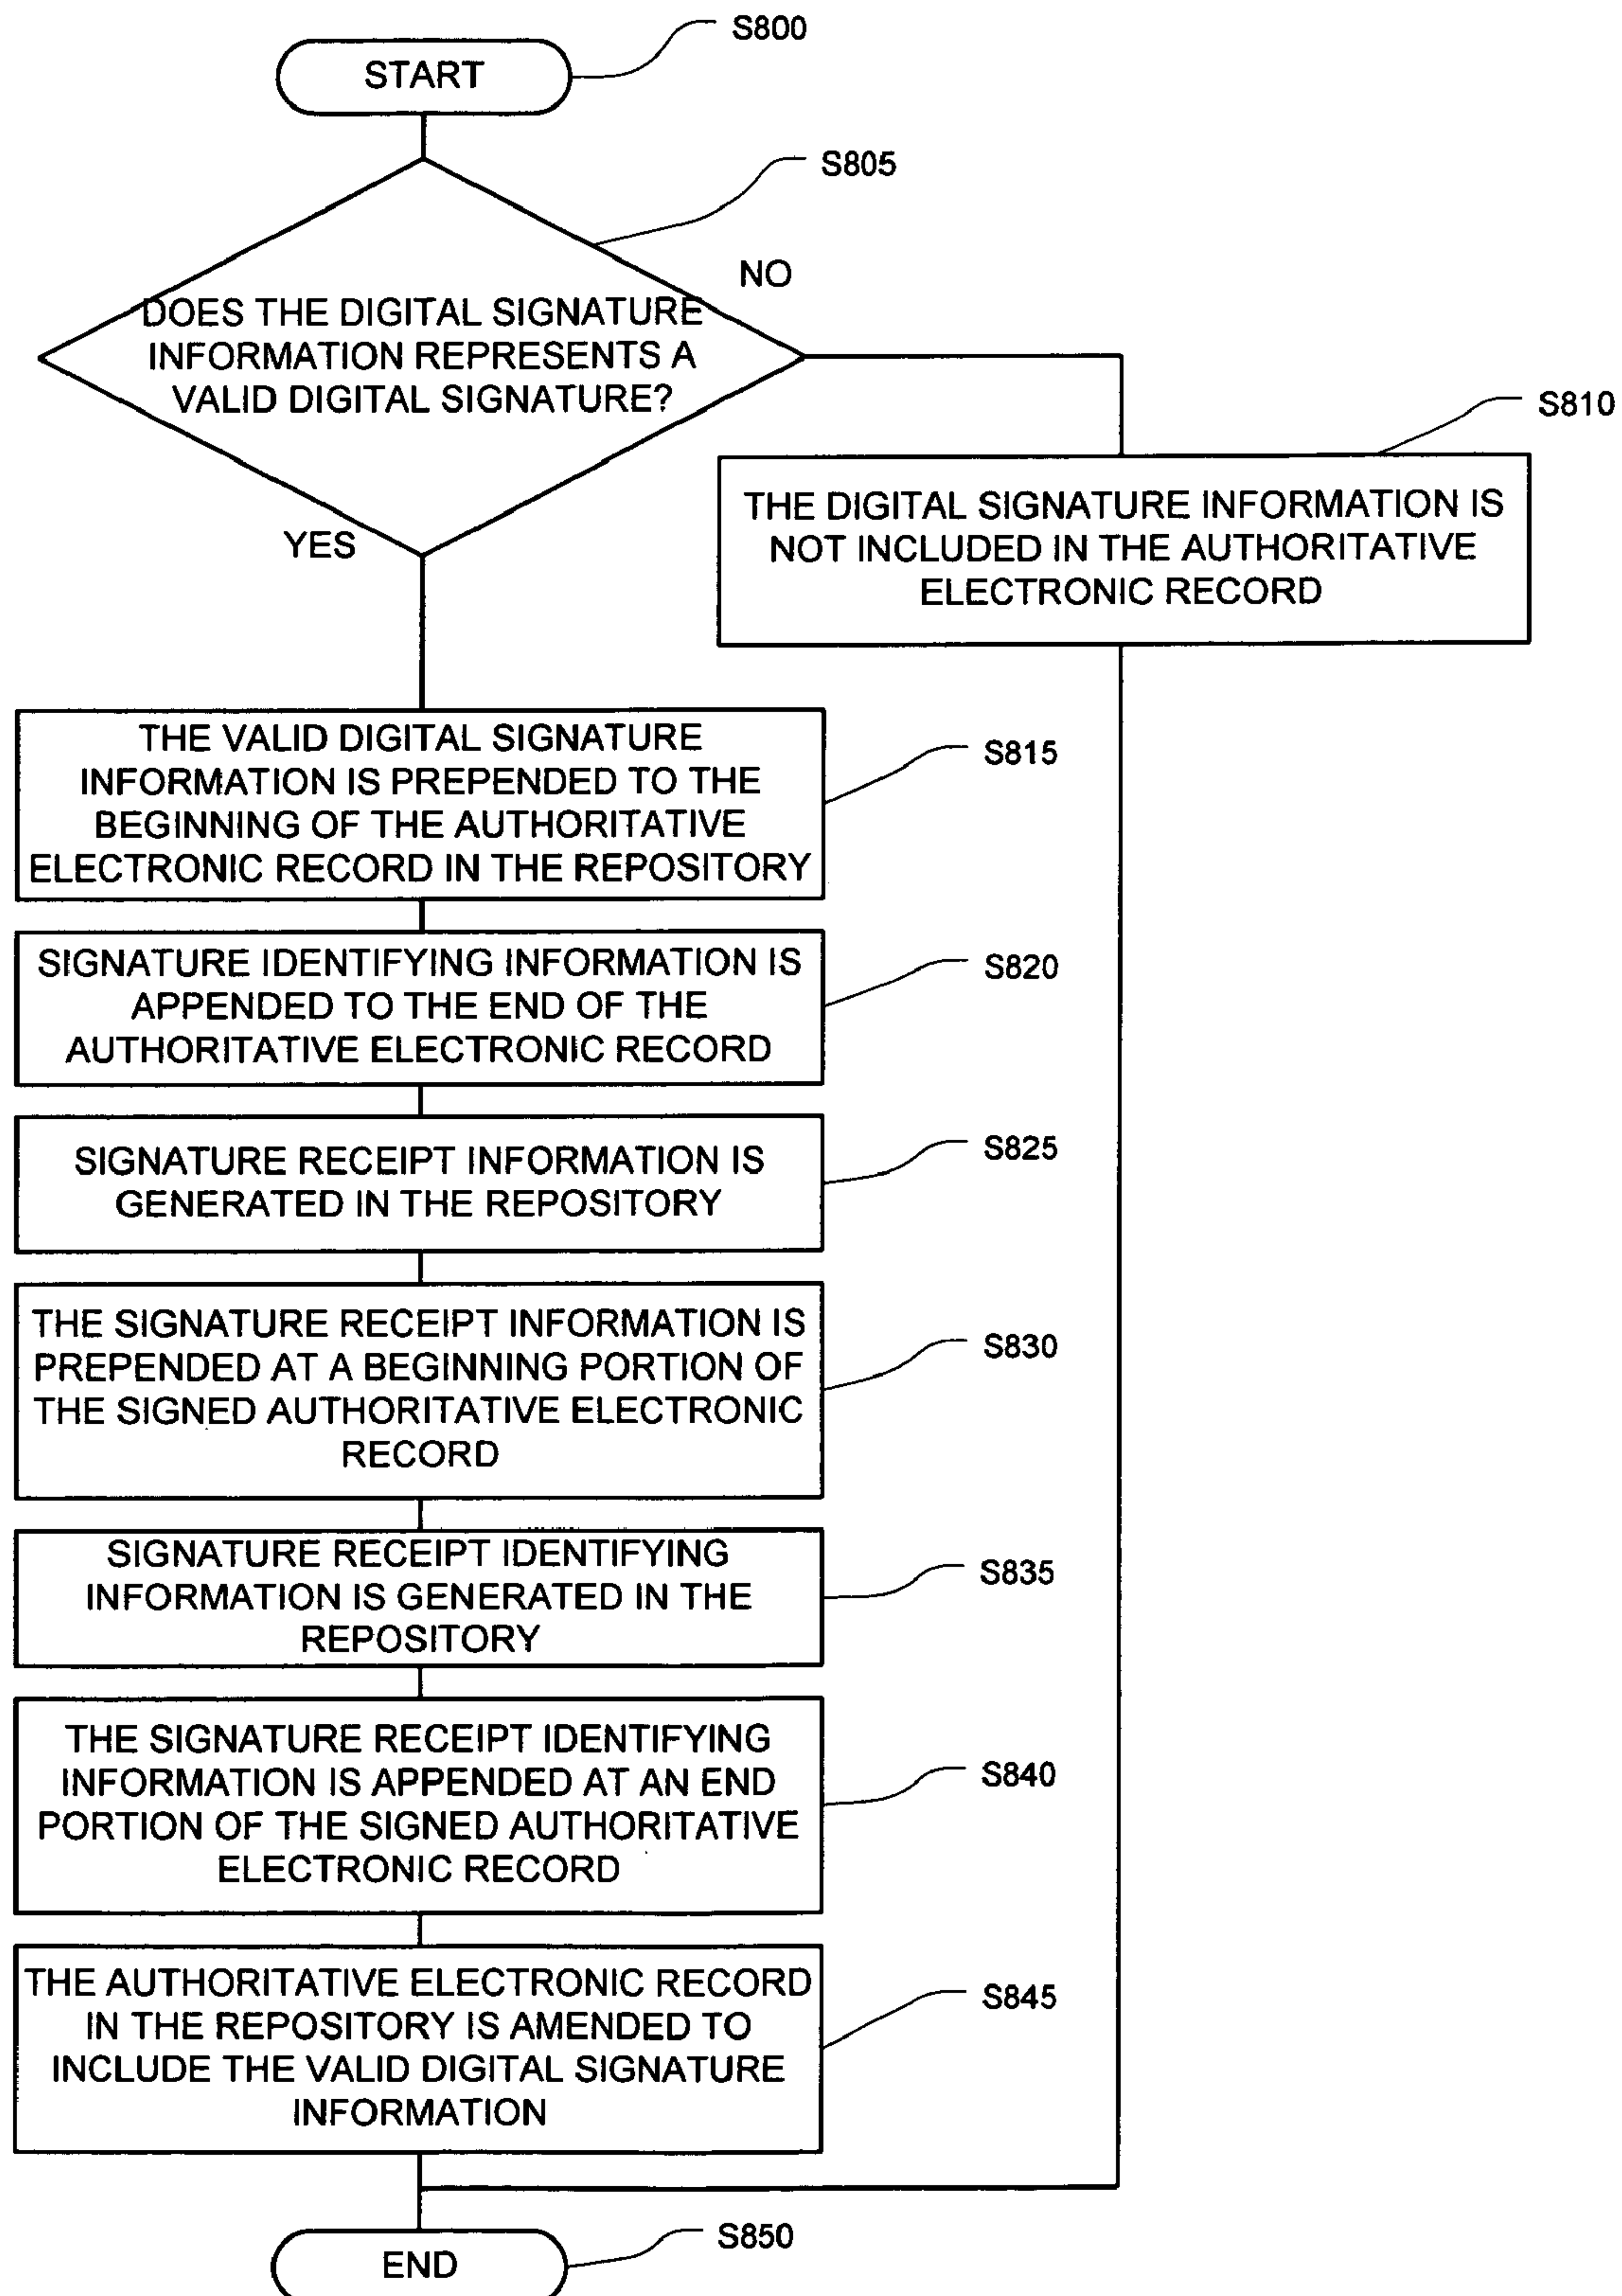 START
S800
S805
DOES THE DIGITAL SIGNATURE
INFORMATION REPRESENTS A
VALID DIGITAL SIGNATURE?
NO
YES
S810
THE DIGITAL SIGNATURE INFORMATION IS
NOT INCLUDED IN THE AUTHORITATIVE
ELECTRONIC RECORD
THE VALID DIGITAL SIGNATURE
INFORMATION IS PREPENDED TO THE
BEGINNING OF THE AUTHORITATIVE
ELECTRONIC RECORD IN THE REPOSITORY
S815
SIGNATURE IDENTIFYING INFORMATION IS
APPENDED TO THE END OF THE
AUTHORITATIVE ELECTRONIC RECORD
S820
SIGNATURE RECEIPT INFORMATION IS
GENERATED IN THE REPOSITORY
S825
THE SIGNATURE RECEIPT INFORMATION IS
PREPENDED AT A BEGINNING PORTION OF
THE SIGNED AUTHORITATIVE ELECTRONIC
RECORD
S830
SIGNATURE RECEIPT IDENTIFYING
INFORMATION IS GENERATED IN THE
REPOSITORY
S835
THE SIGNATURE RECEIPT IDENTIFYING
INFORMATION IS APPENDED AT AN END
PORTION OF THE SIGNED AUTHORITATIVE
ELECTRONIC RECORD
S840
THE AUTHORITATIVE ELECTRONIC RECORD
IN THE REPOSITORY IS AMENDED TO
INCLUDE THE VALID DIGITAL SIGNATURE
INFORMATION
S845
END
S850